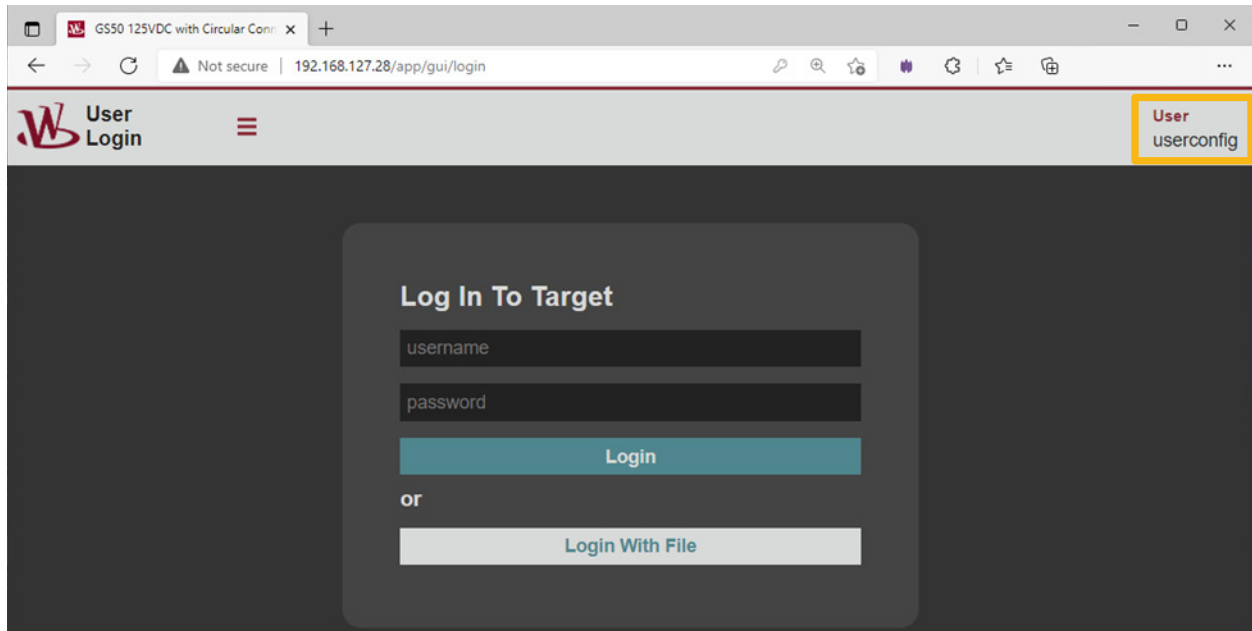 GS50 125VDC with Circular Conn
Not secure | 192.168.127.28/app/gui/login
User
Login
User
userconfig
Log In To Target
username
password
Login
or
Login With File